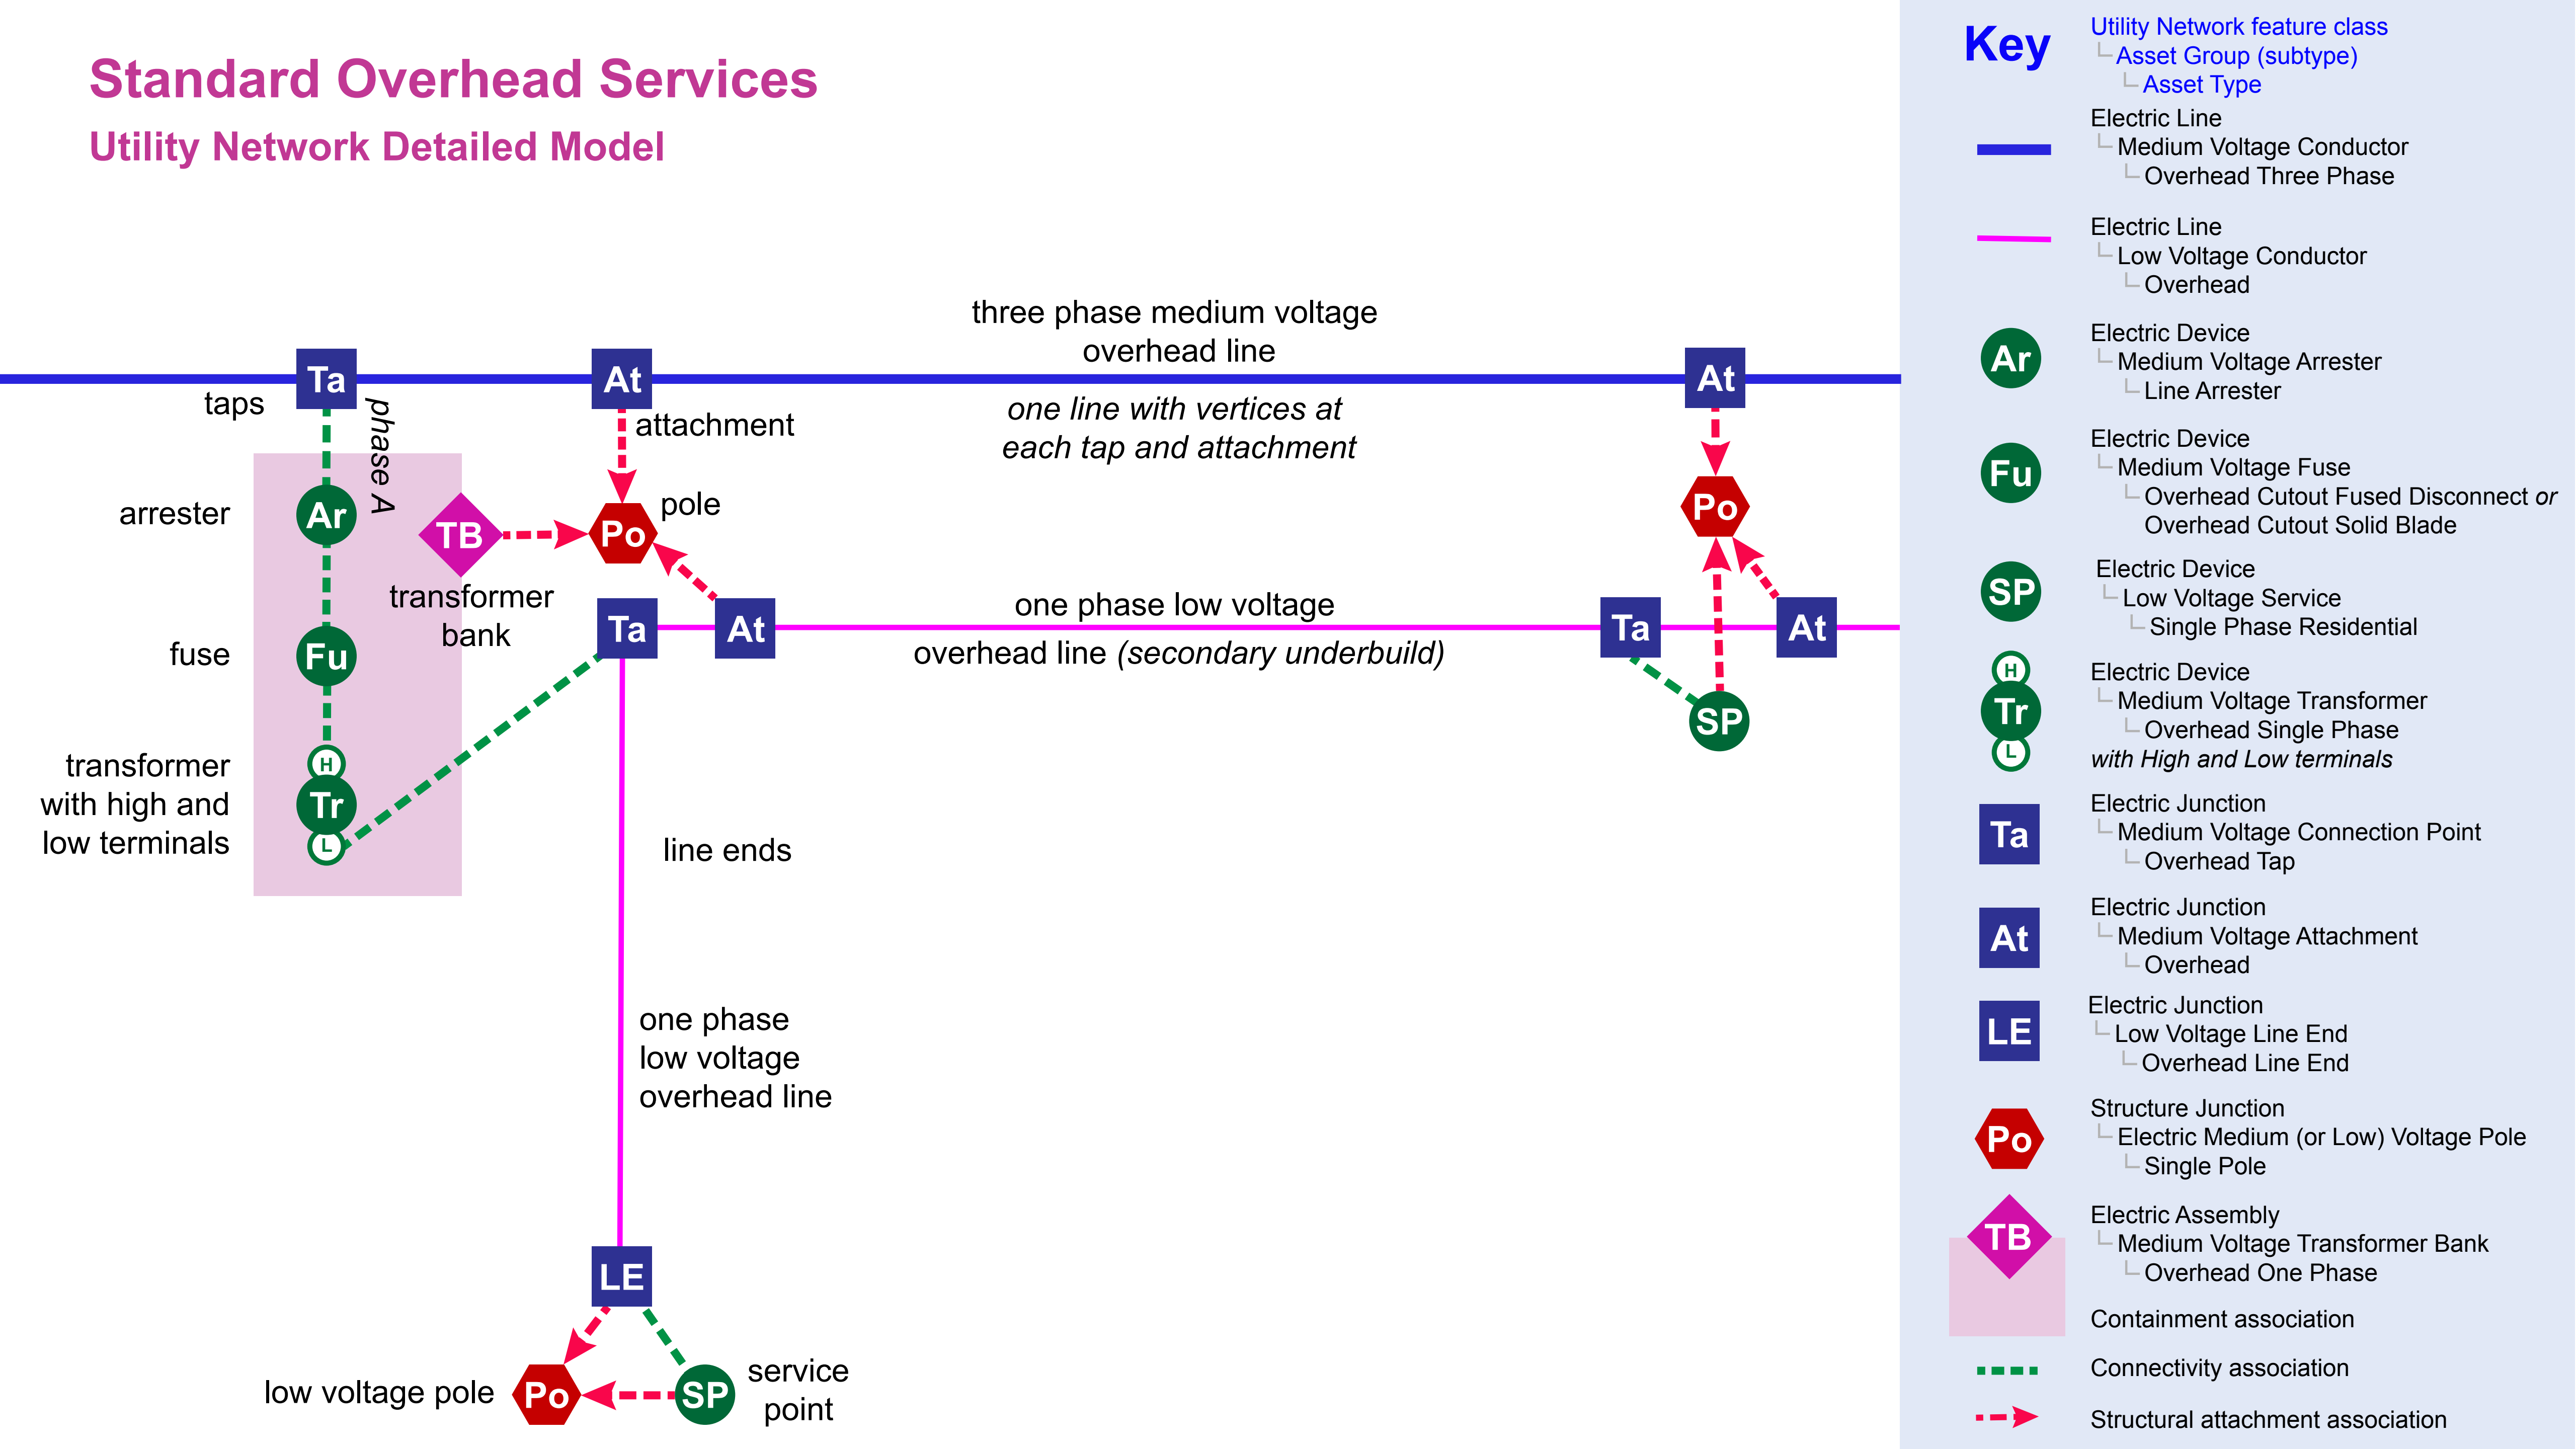 Standard Overhead Services
Utility Network Detailed Model
three phase medium voltage
overhead line
one line with vertices at
each tap and attachment
Ta
At
At
taps
phase A
attachment
arrester
Ar
TB
Po
pole
Po
transformer
bank
fuse
Fu
Ta
At
one phase low voltage
overhead line (secondary underbuild)
Ta
At
SP
transformer
with high and
low terminals
H
Tr
L
line ends
one phase
low voltage
overhead line
LE
low voltage pole
Po
SP
service
point
Key
Utility Network feature class
Asset Group (subtype)
Asset Type
Electric Line
Medium Voltage Conductor
Overhead Three Phase
Electric Line
Low Voltage Conductor
Overhead
Ar
Electric Device
Medium Voltage Arrester
Line Arrester
Fu
Electric Device
Medium Voltage Fuse
Overhead Cutout Fused Disconnect or
Overhead Cutout Solid Blade
SP
Electric Device
Low Voltage Service
Single Phase Residential
H
Tr
L
Electric Device
Medium Voltage Transformer
Overhead Single Phase
with High and Low terminals
Ta
Electric Junction
Medium Voltage Connection Point
Overhead Tap
At
Electric Junction
Medium Voltage Attachment
Overhead
LE
Electric Junction
Low Voltage Line End
Overhead Line End
Po
Structure Junction
Electric Medium (or Low) Voltage Pole
Single Pole
TB
Electric Assembly
Medium Voltage Transformer Bank
Overhead One Phase
Containment association
Connectivity association
Structural attachment association